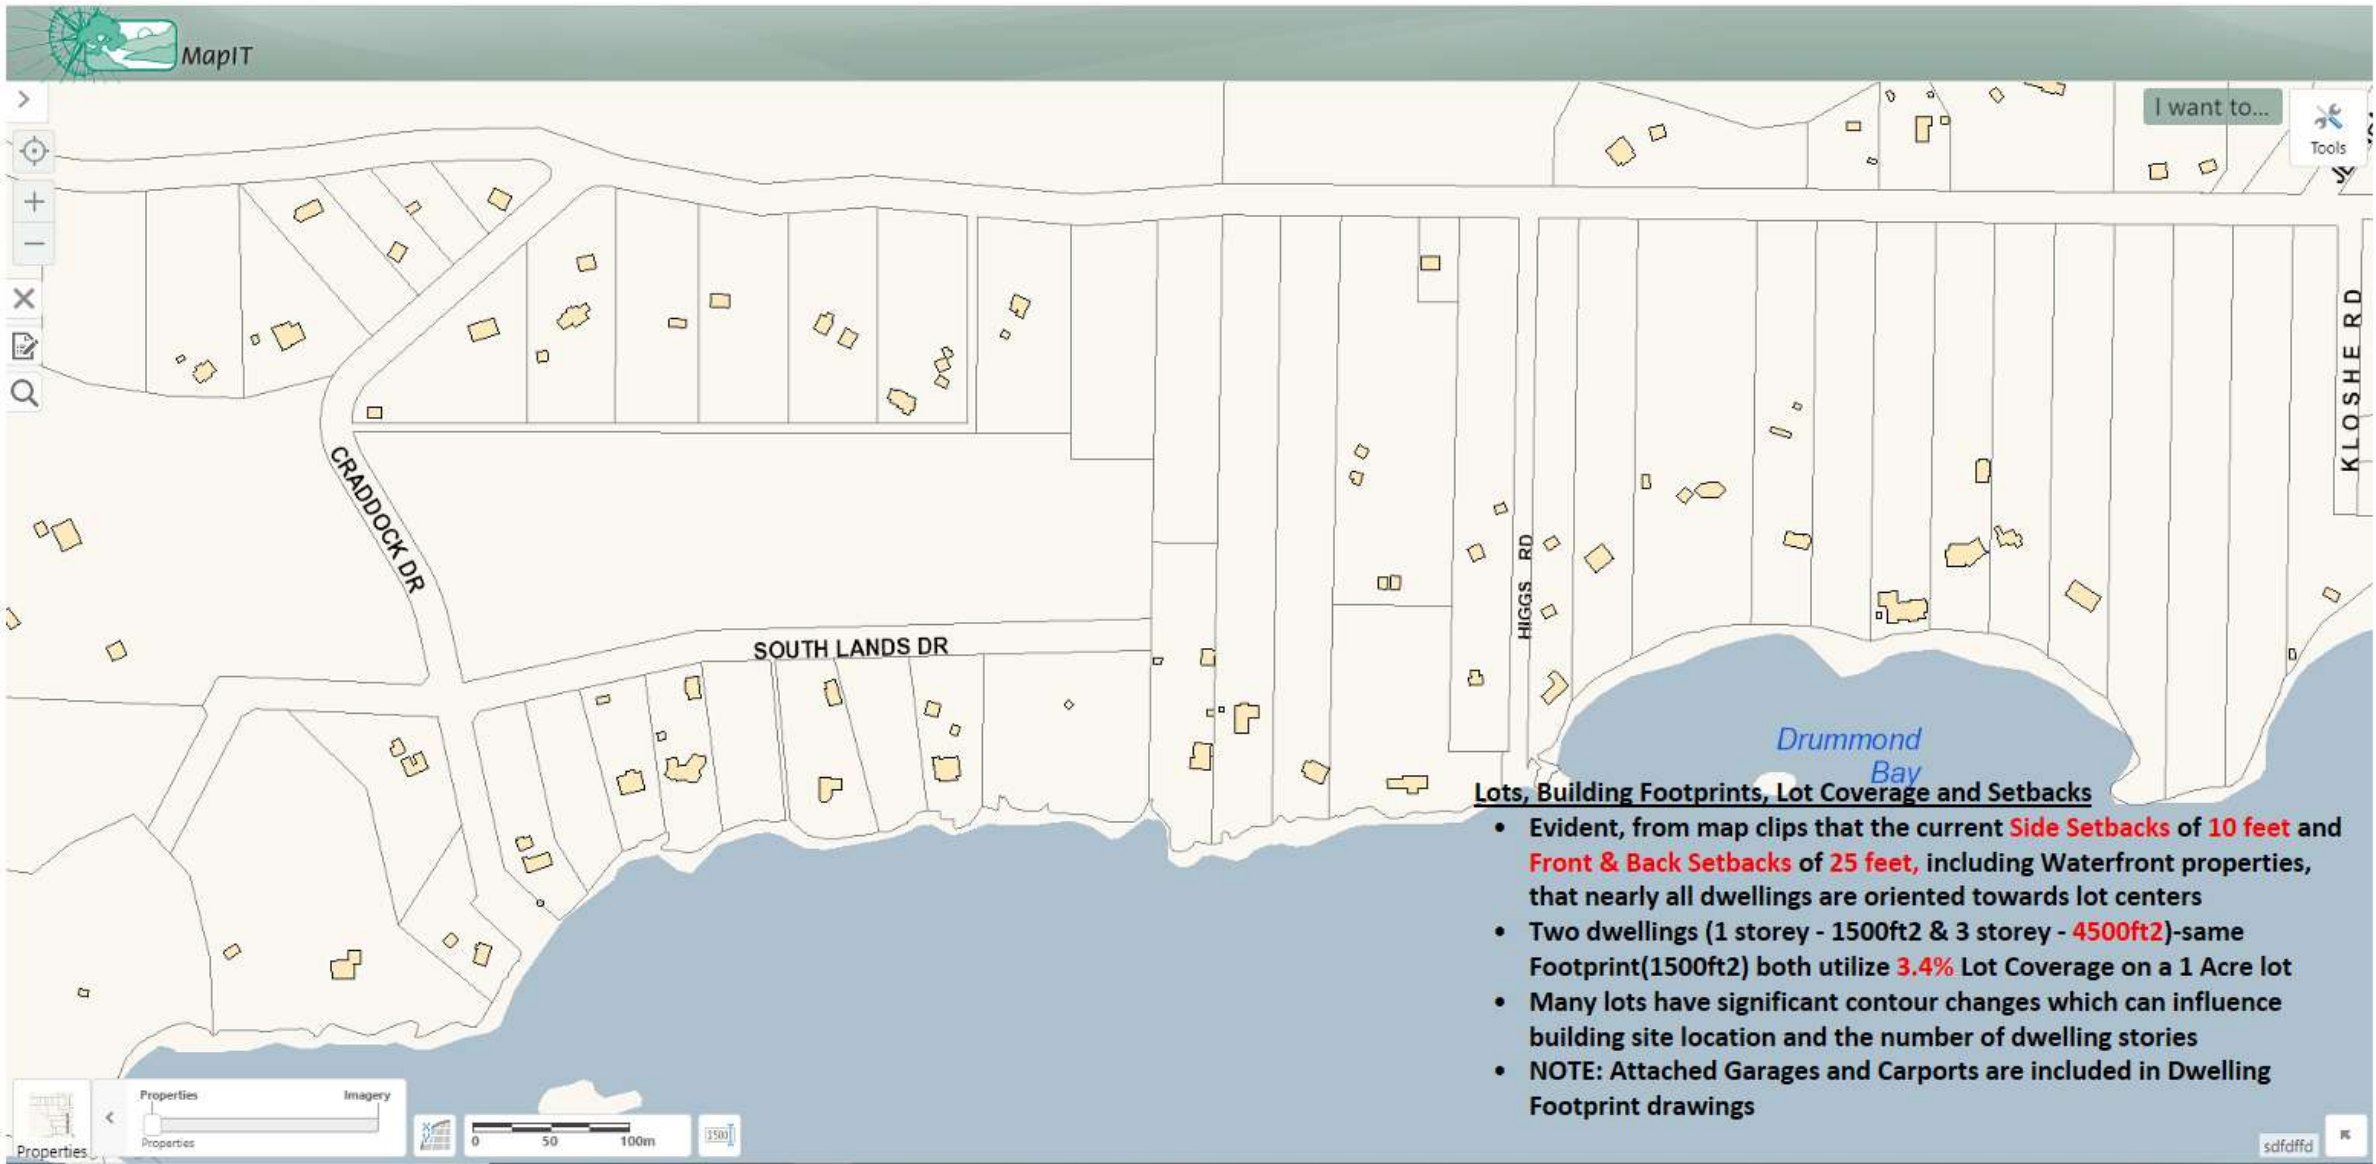 MapIT
I want to...
Tools
KLOSHE RD
CRADDOCK DR
HIGGS RD
SOUTH LANDS DR
Drummond
Bay
Lots, Building Footprints, Lot Coverage and Setbacks
• Evident, from map clips that the current Side Setbacks of 10 feet and
Front & Back Setbacks of 25 feet, including Waterfront properties,
that nearly all dwellings are oriented towards lot centers
• Two dwellings (1 storey - 1500ft2 & 3 storey - 4500ft2)-same
Footprint(1500ft2) both utilize 3.4% Lot Coverage on a 1 Acre lot
• Many lots have significant contour changes which can influence
building site location and the number of dwelling stories
• NOTE: Attached Garages and Carports are included in Dwelling
Footprint drawings
Properties Imagery
Properties
Properties
0 50 100m
sdfdffd